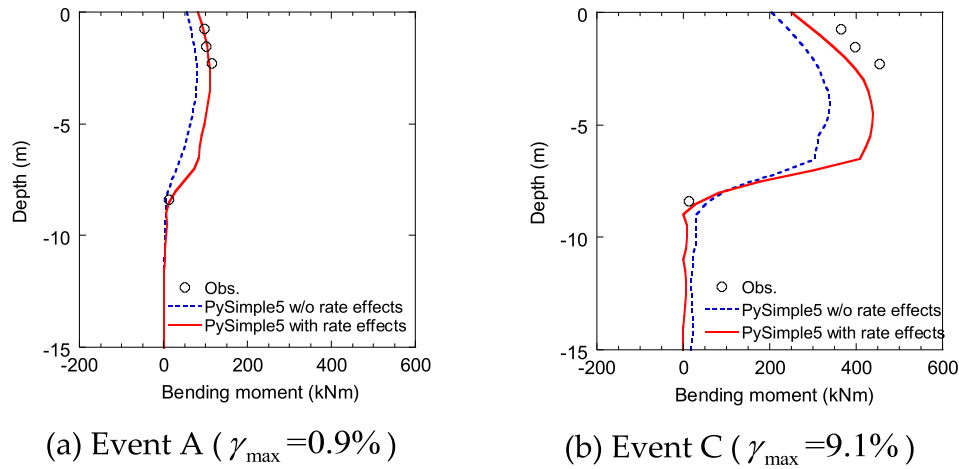 0
-5
-10
-15
Depth (m)
Obs.
PySimple5 w/o rate effects
PySimple5 with rate effects
-200 0 200 400 600
Bending moment (kNm)
(a) Event A ( γmax =0.9%)
0
-5
-10
-15
Depth (m)
Obs.
PySimple5 w/o rate effects
PySimple5 with rate effects
-200 0 200 400 600
Bending moment (kNm)
(b) Event C ( γmax =9.1%)